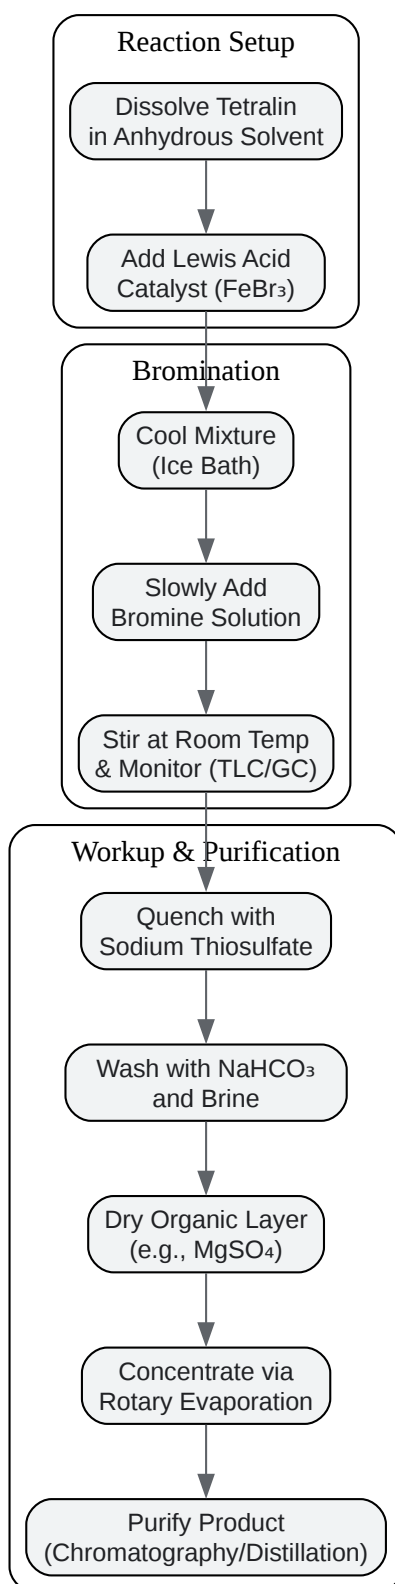 Reaction Setup
Dissolve Tetralin
in Anhydrous Solvent
Add Lewis Acid
Catalyst (FeBr₃)
Bromination
Cool Mixture
(Ice Bath)
Slowly Add
Bromine Solution
Stir at Room Temp
& Monitor (TLC/GC)
Workup & Purification
Quench with
Sodium Thiosulfate
Wash with NaHCO₃
and Brine
Dry Organic Layer
(e.g., MgSO₄)
Concentrate via
Rotary Evaporation
Purify Product
(Chromatography/Distillation)